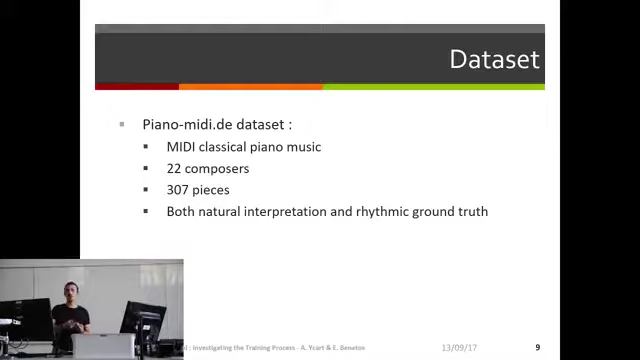 Dataset
Piano-midi.de dataset :
MIDI classical piano music
22 composers
307 pieces
Both natural interpretation and rhythmic ground truth
: Investigating the Training Process - A. Ycart & E. Benetos
13/09/17
9